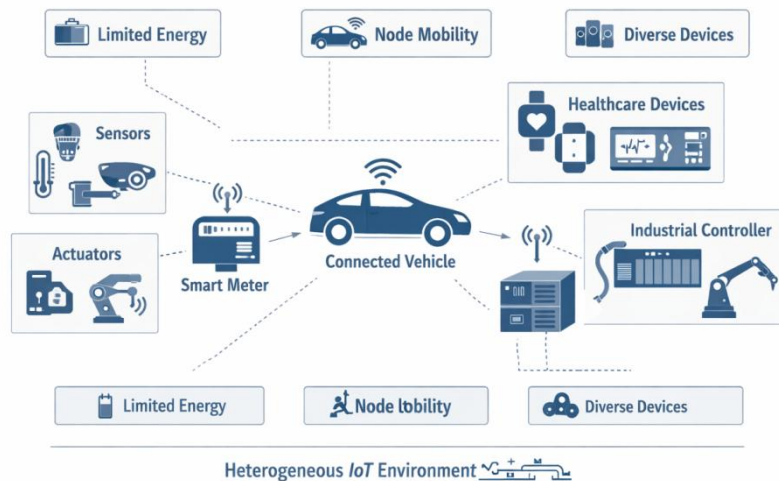 Limited Energy
Node Mobility
Diverse Devices
Sensors
Healthcare Devices
Actuators
Smart Meter
Connected Vehicle
Industrial Controller
Limited Energy
Node lobility
Diverse Devices
Heterogeneous IoT Environment